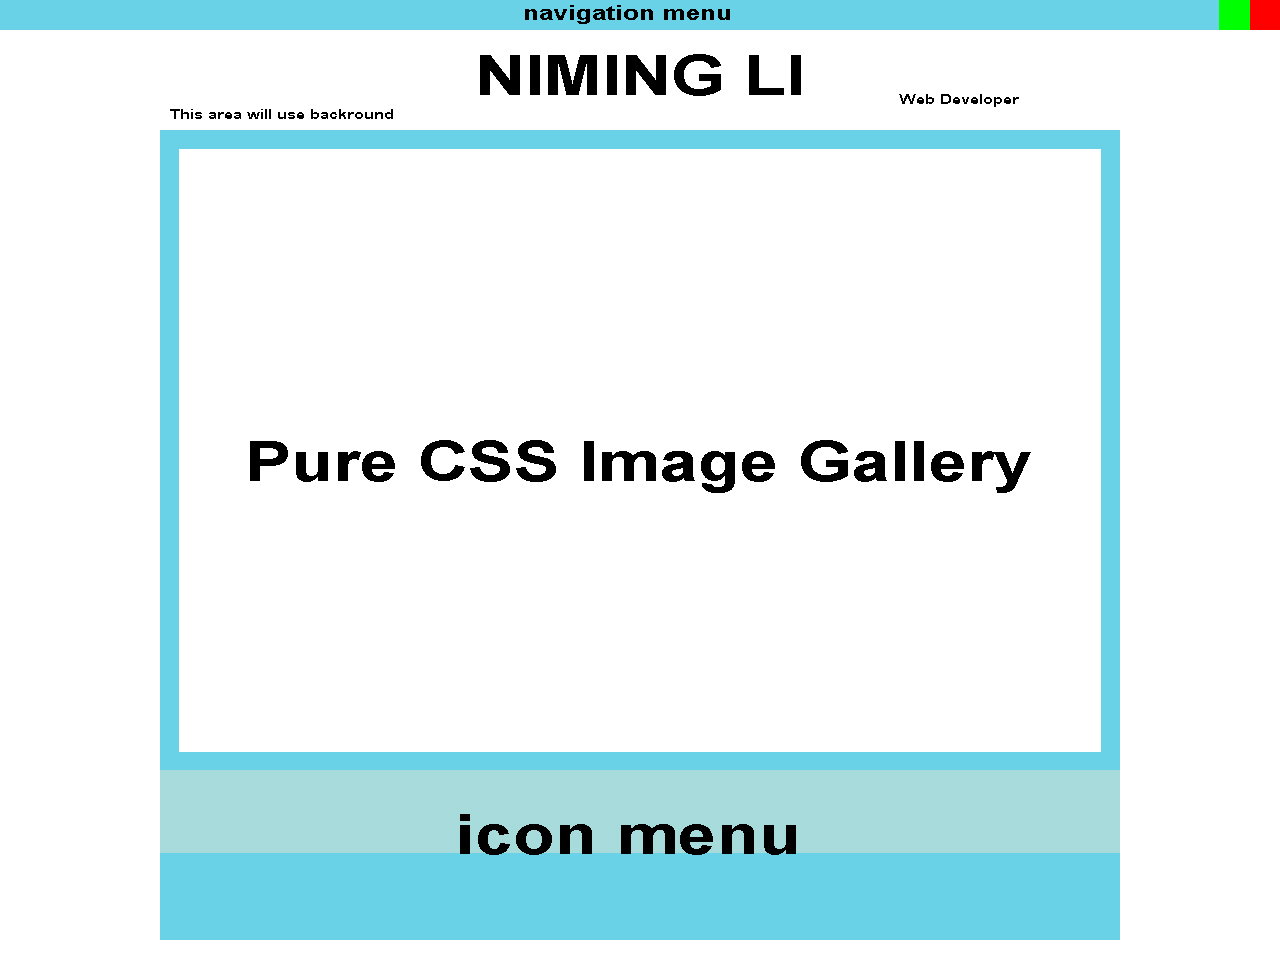 navigation menu
NIMING LI
Web Developer
This area will use backround
Pure CSS Image Gallery
icon menu